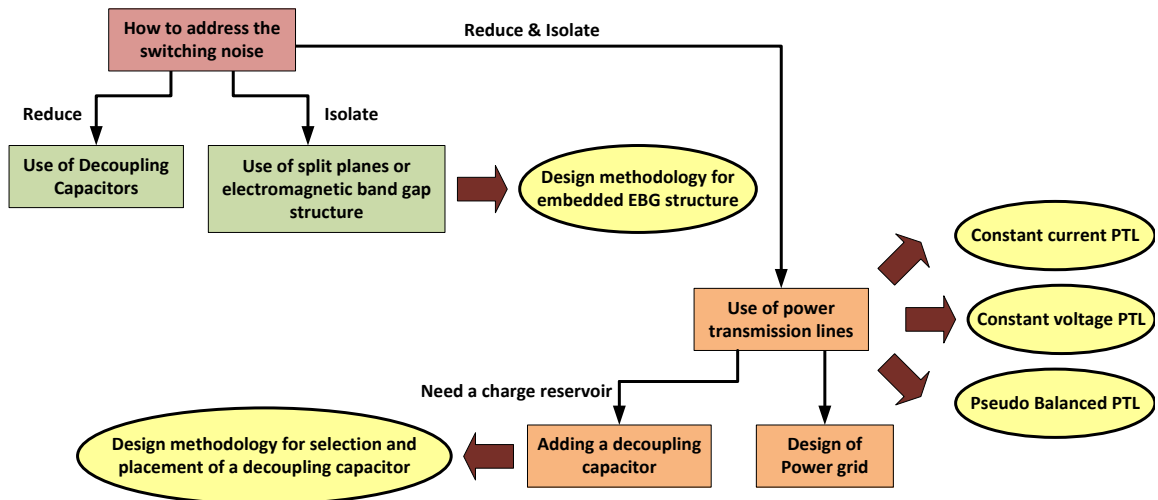 How to address the
switching noise
Reduce & Isolate
Reduce
Isolate
Use of Decoupling
Capacitors
Use of split planes or
electromagnetic band gap
structure
Design methodology for
embedded EBG structure
Constant current PTL
Use of power
transmission lines
Constant voltage PTL
Need a charge reservoir
Pseudo Balanced PTL
Design methodology for selection and
placement of a decoupling capacitor
Adding a decoupling
capacitor
Design of
Power grid